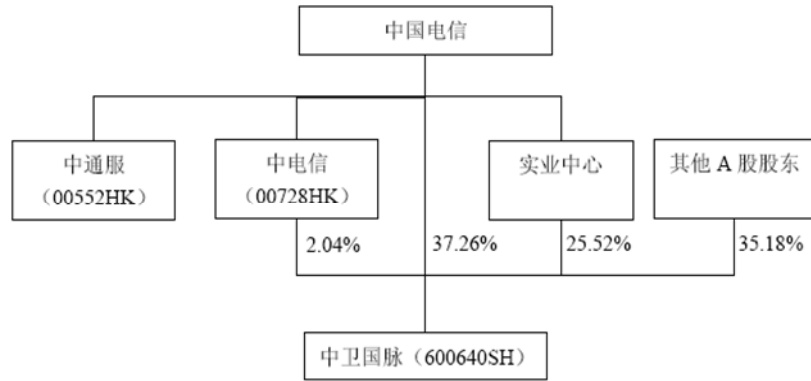 中国电信
中通服
（00552HK）
中电信
（00728HK）
实业中心
其他 A 股股东
2.04%
37.26%
25.52%
35.18%
中卫国脉（600640SH）